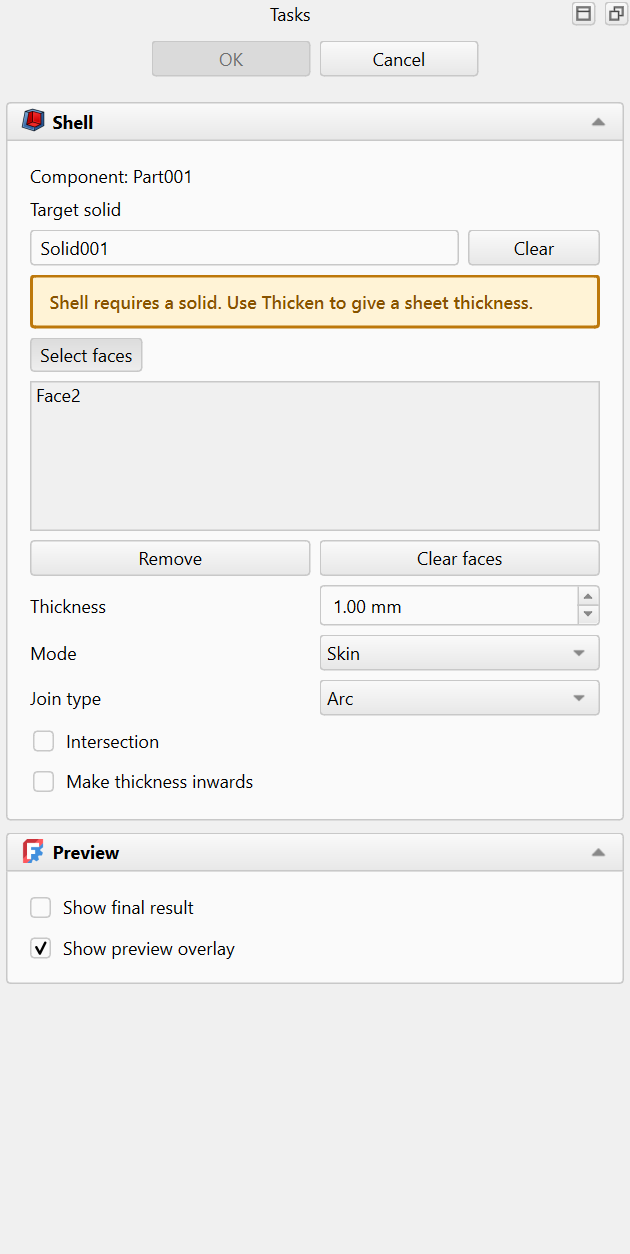 Tasks
OK
Cancel
Shell
Component: Part001
Target solid
Solid001
Clear
Shell requires a solid. Use Thicken to give a sheet thickness.
Select faces
Face2
Remove
Clear faces
Thickness
1.00 mm
Mode
Skin
Join type
Arc
Intersection
Make thickness inwards
Preview
Show final result
Show preview overlay